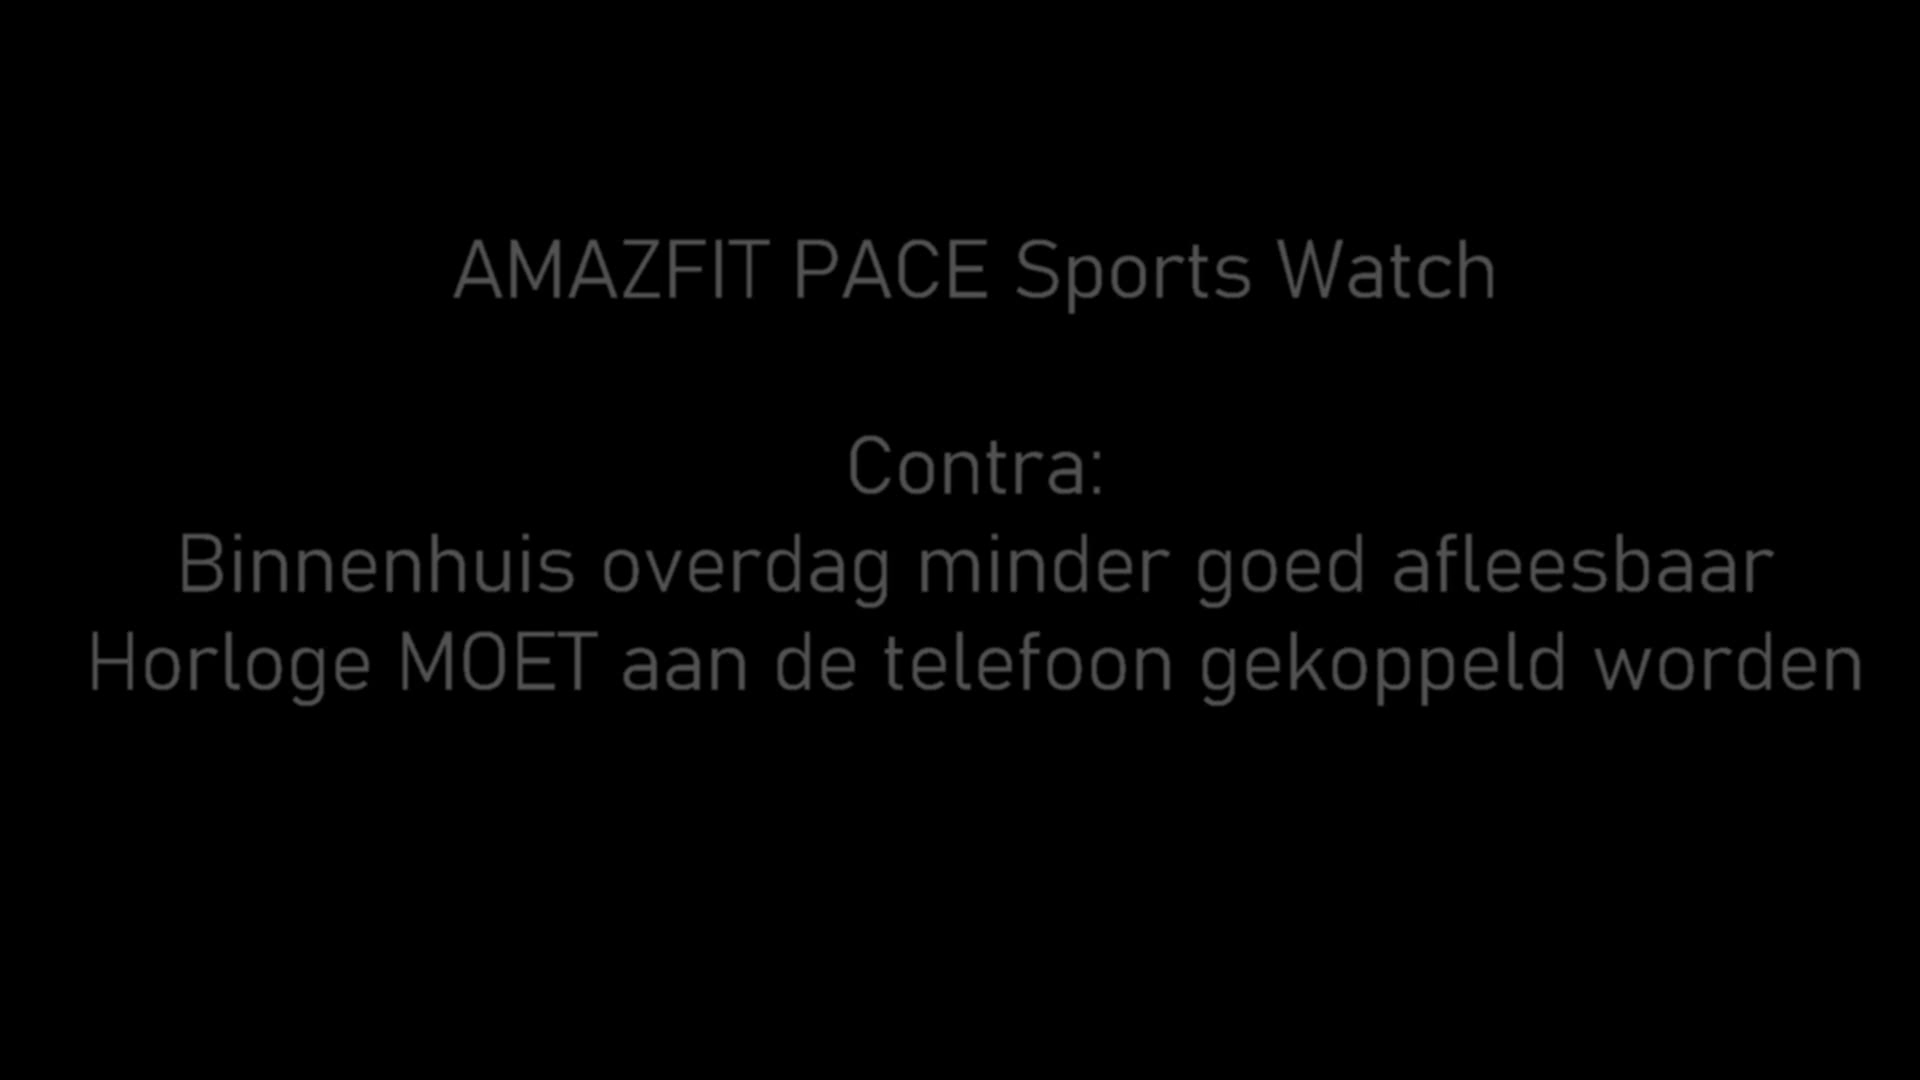 AMAZFIT PACE Sports Watch
Contra:
Binnenhuis overdag minder goed afleesbaar
Horloge MOET aan de telefoon gekoppeld worden